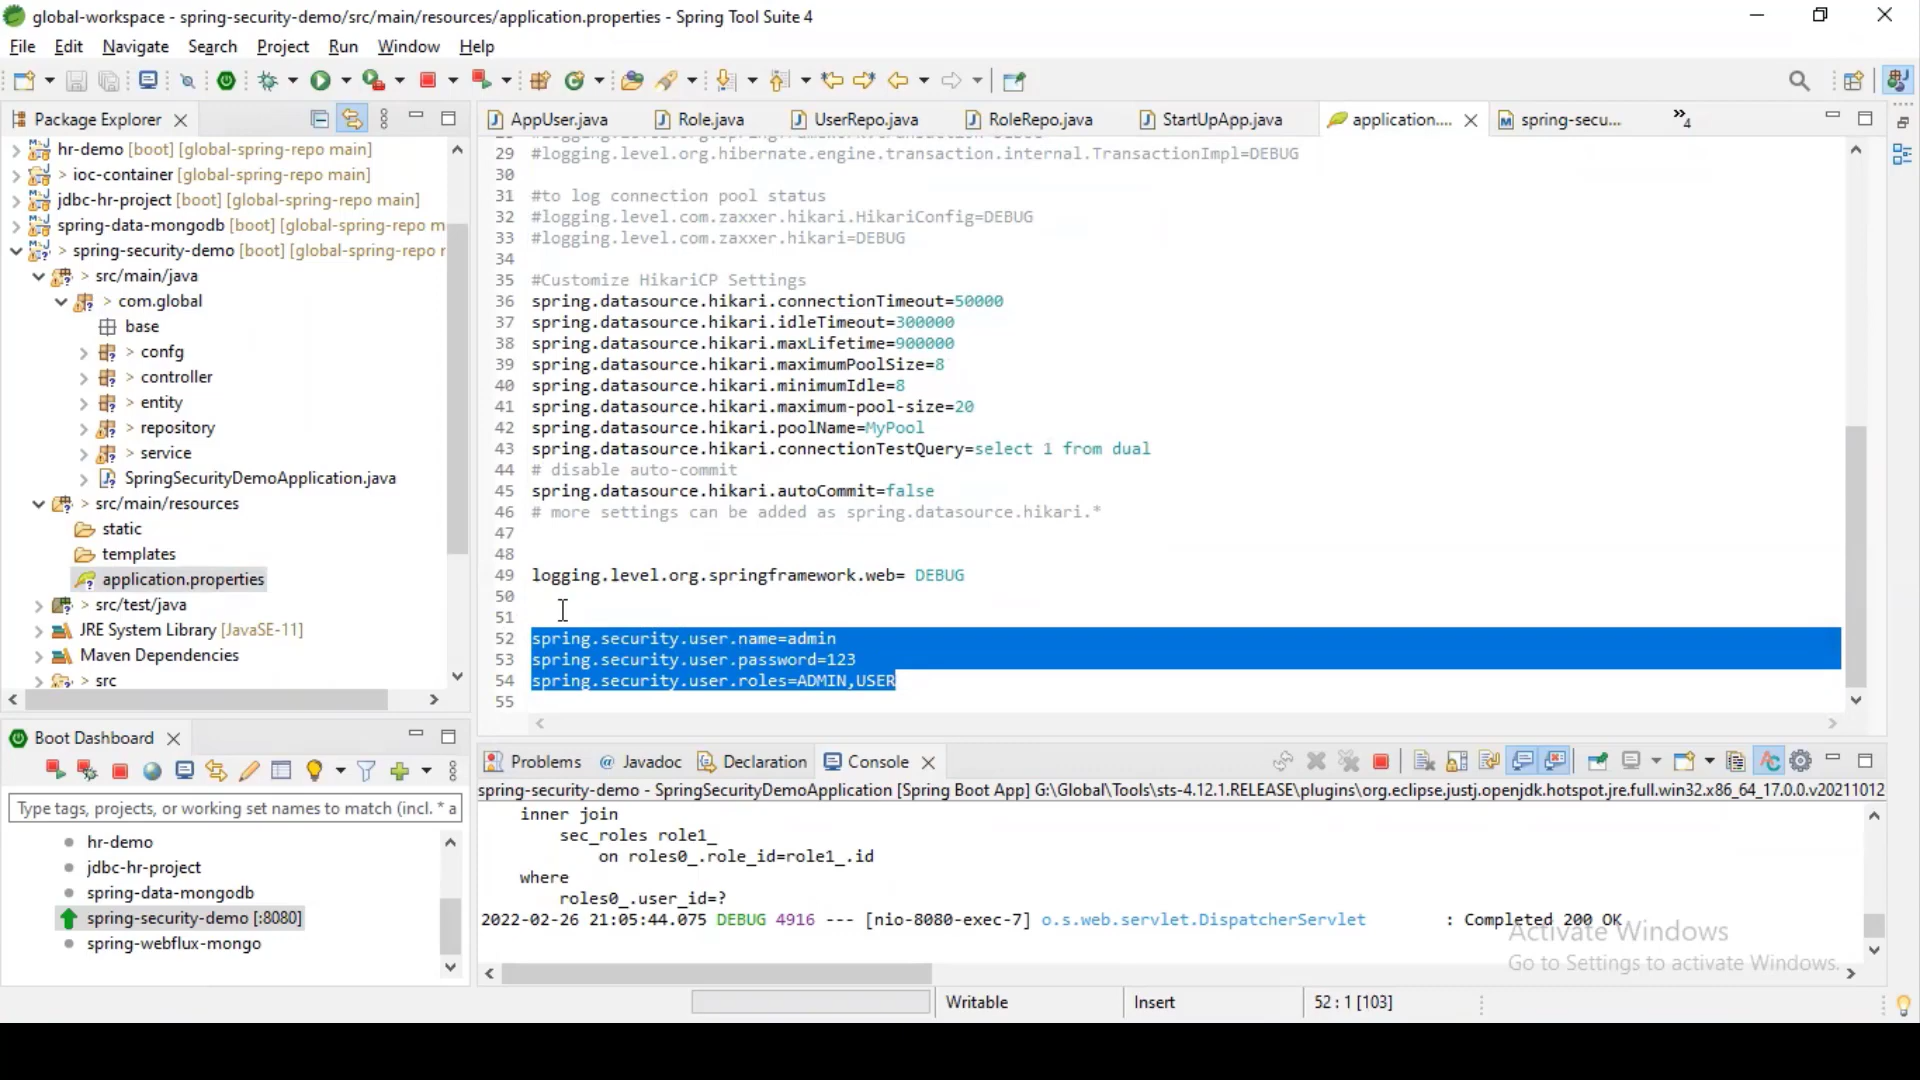 global-workspace - spring-security-demo/src/main/resources/application.properties - Spring Tool Suite 4
File Edit Navigate Search Project Run Window Help
Package Explorer
hr-demo [boot] [global-spring-repo main]
> ioc-container [global-spring-repo main]
jdbc-hr-project [boot] [global-spring-repo main]
spring-data-mongodb [boot] [global-spring-repo m
> spring-security-demo [boot] [global-spring-repo r
> src/main/java
> com.global
base
> confg
> controller
> entity
> repository
> service
SpringSecurityDemoApplication.java
> src/main/resources
static
templates
application.properties
> src/test/java
JRE System Library [JavaSE-11]
Maven Dependencies
> src
AppUser.java Role.java UserRepo.java RoleRepo.java StartUpApp.java application.... spring-secu... »4
29 #logging.level.org.hibernate.engine.transaction.internal.TransactionImpl=DEBUG
30
31 #to log connection pool status
32 #logging.level.com.zaxxer.hikari.HikariConfig=DEBUG
33 #logging.level.com.zaxxer.hikari=DEBUG
34
35 #Customize HikariCP Settings
36 spring.datasource.hikari.connectionTimeout=50000
37 spring.datasource.hikari.idleTimeout=300000
38 spring.datasource.hikari.maxLifetime=900000
39 spring.datasource.hikari.maximumPoolSize=8
40 spring.datasource.hikari.minimumIdle=8
41 spring.datasource.hikari.maximum-pool-size=20
42 spring.datasource.hikari.poolName=MyPool
43 spring.datasource.hikari.connectionTestQuery=select 1 from dual
44 # disable auto-commit
45 spring.datasource.hikari.autoCommit=false
46 # more settings can be added as spring.datasource.hikari.*
47
48
49 logging.level.org.springframework.web= DEBUG
50
51
52 spring.security.user.name=admin
53 spring.security.user.password=123
54 spring.security.user.roles=ADMIN,USER
55
Boot Dashboard
Type tags, projects, or working set names to match (incl. * a
hr-demo
jdbc-hr-project
spring-data-mongodb
spring-security-demo [:8080]
spring-webflux-mongo
Problems @ Javadoc Declaration Console
spring-security-demo - SpringSecurityDemoApplication [Spring Boot App] G:\Global\Tools\sts-4.12.1.RELEASE\plugins\org.eclipse.justj.openjdk.hotspot.jre.full.win32.x86_64_17.0.0.v20211012
inner join
sec_roles role1_
on roles0_.role_id=role1_.id
where
roles0_.user_id=?
2022-02-26 21:05:44.075 DEBUG 4916 --- [nio-8080-exec-7] o.s.web.servlet.DispatcherServlet : Completed 200 OK
Activate Windows
Go to Settings to activate Windows.
Writable Insert 52 : 1 [103]